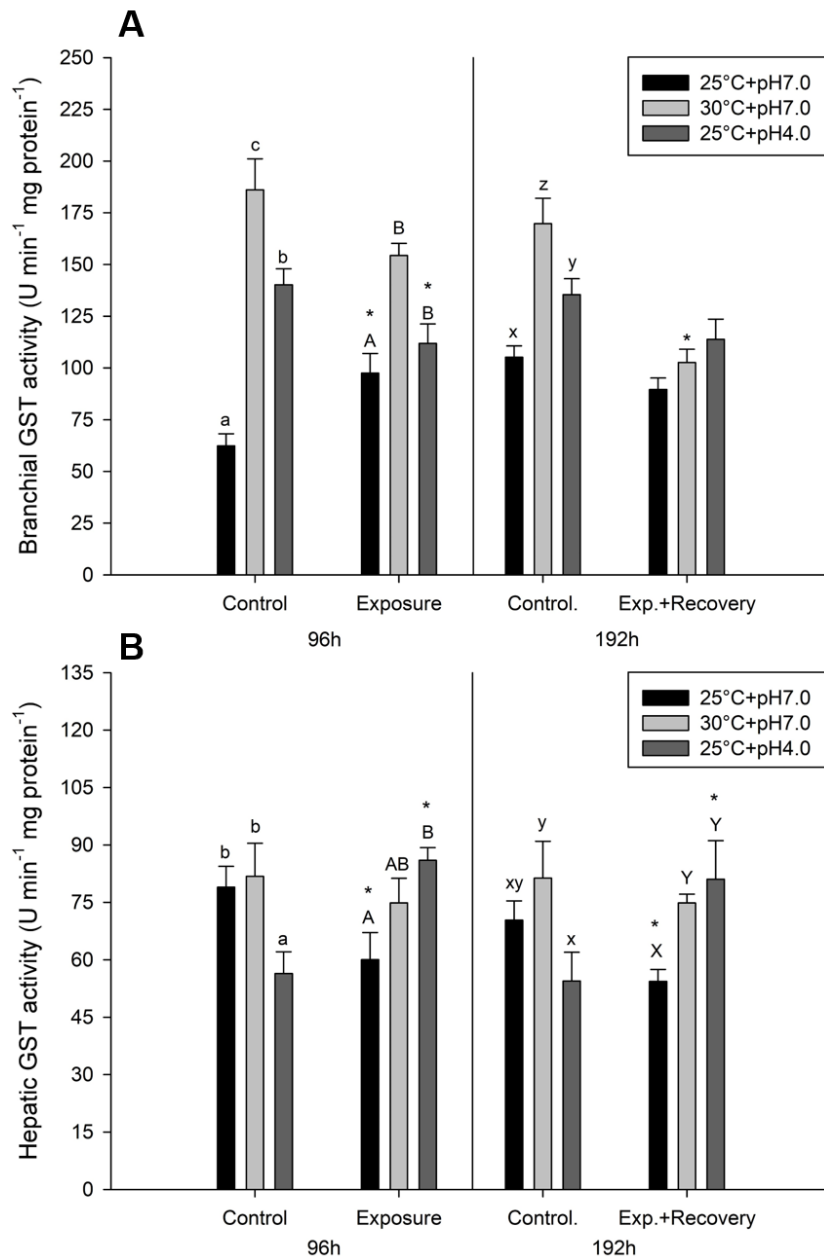 A
Branchial GST activity (U min⁻¹ mg protein⁻¹)
250
225
200
175
150
125
100
75
50
25
0
25°C+pH7.0
30°C+pH7.0
25°C+pH4.0
a
c
b
*
A
B
*
B
x
z
y
*
Control
Exposure
Control.
Exp.+Recovery
96h
192h
B
Hepatic GST activity (U min⁻¹ mg protein⁻¹)
135
120
105
90
75
60
45
30
15
0
25°C+pH7.0
30°C+pH7.0
25°C+pH4.0
b
b
a
*
A
AB
*
B
xy
y
x
*
X
Y
*
Y
Control
Exposure
Control.
Exp.+Recovery
96h
192h